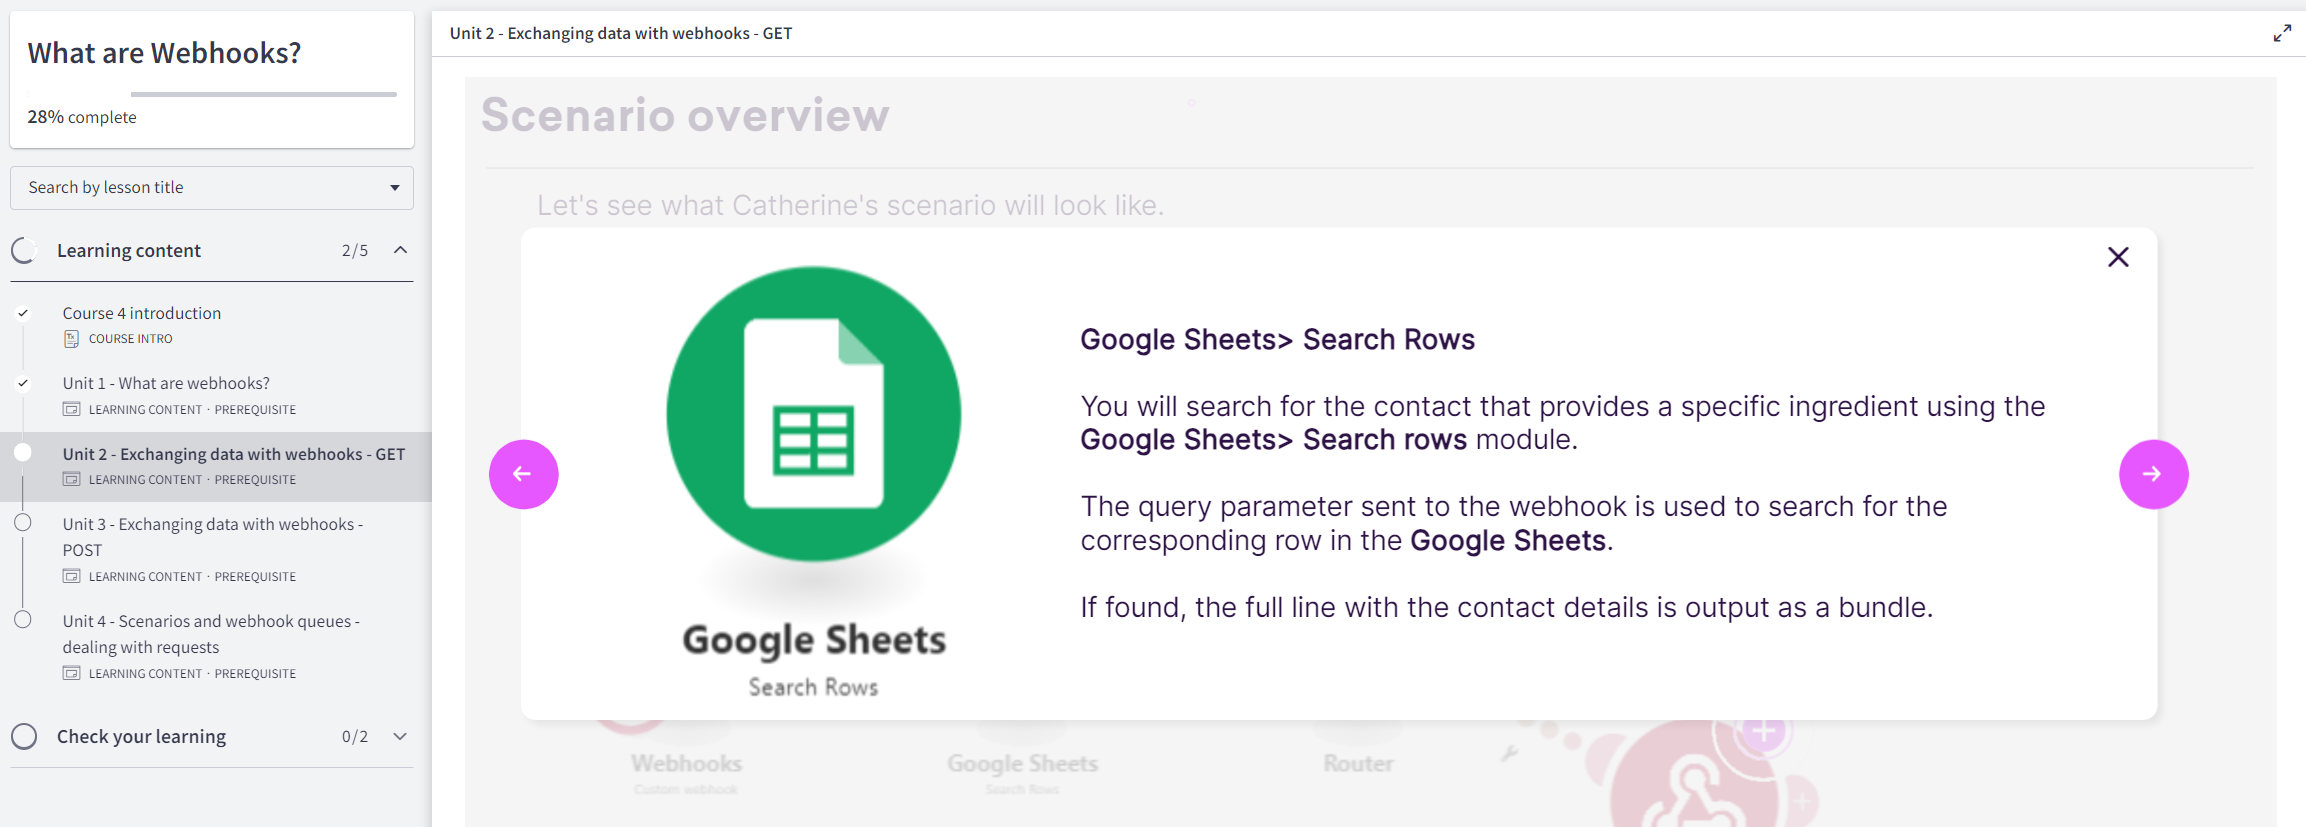 What are Webhooks?
28% complete
Search by lesson title
Learning content 2/5
Course 4 introduction
COURSE INTRO
Unit 1 - What are webhooks?
LEARNING CONTENT · PREREQUISITE
Unit 2 - Exchanging data with webhooks - GET
LEARNING CONTENT · PREREQUISITE
Unit 3 - Exchanging data with webhooks -
POST
LEARNING CONTENT · PREREQUISITE
Unit 4 - Scenarios and webhook queues -
dealing with requests
LEARNING CONTENT · PREREQUISITE
Check your learning 0/2
Unit 2 - Exchanging data with webhooks - GET
Scenario overview
Let's see what Catherine's scenario will look like.
Google Sheets
Search Rows
Google Sheets> Search Rows
You will search for the contact that provides a specific ingredient using the
Google Sheets> Search rows module.
The query parameter sent to the webhook is used to search for the
corresponding row in the Google Sheets.
If found, the full line with the contact details is output as a bundle.
Webhooks
Custom webhook
Google Sheets
Search Rows
Router